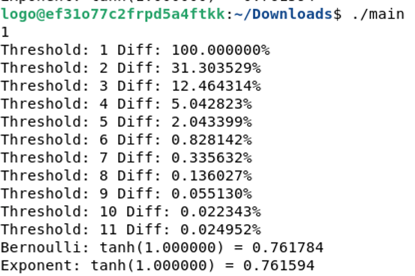 logo@ef31o77c2frpd5a4ftkk:~/Downloads$ ./main
1
Threshold: 1 Diff: 100.000000%
Threshold: 2 Diff: 31.303529%
Threshold: 3 Diff: 12.464314%
Threshold: 4 Diff: 5.042823%
Threshold: 5 Diff: 2.043399%
Threshold: 6 Diff: 0.828142%
Threshold: 7 Diff: 0.335632%
Threshold: 8 Diff: 0.136027%
Threshold: 9 Diff: 0.055130%
Threshold: 10 Diff: 0.022343%
Threshold: 11 Diff: 0.024952%
Bernoulli: tanh(1.000000) = 0.761784
Exponent: tanh(1.000000) = 0.761594